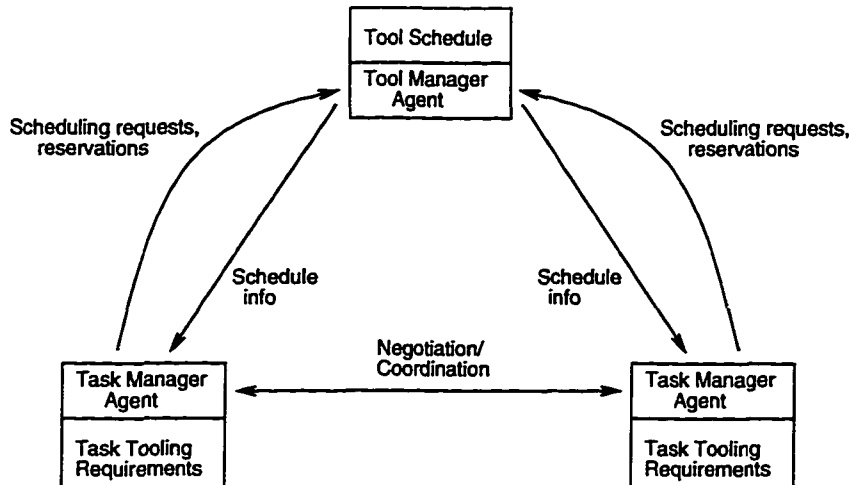 Tool Schedule
Tool Manager
Agent
Scheduling requests,
reservations
Scheduling requests,
reservations
Schedule
info
Schedule
info
Negotiation/
Coordination
Task Manager
Agent
Task Tooling
Requirements
Task Manager
Agent
Task Tooling
Requirements